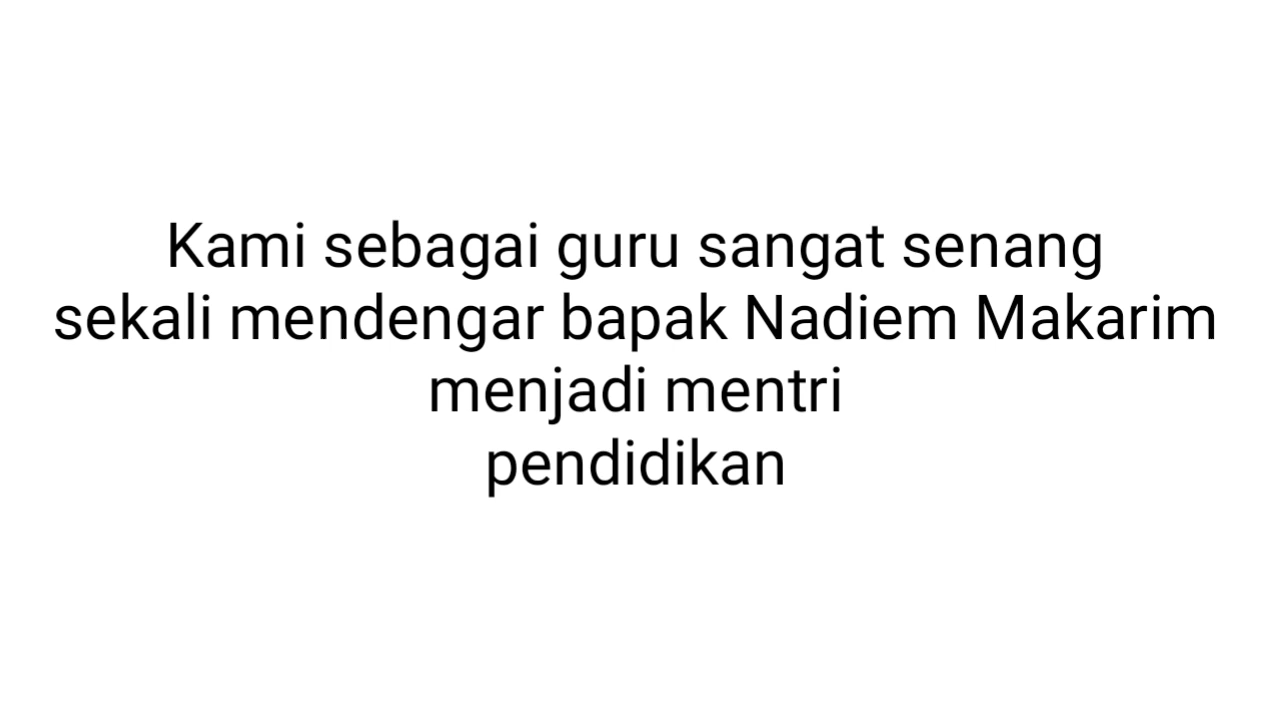 Kami sebagai guru sangat senang
sekali mendengar bapak Nadiem Makarim
menjadi mentri
pendidikan